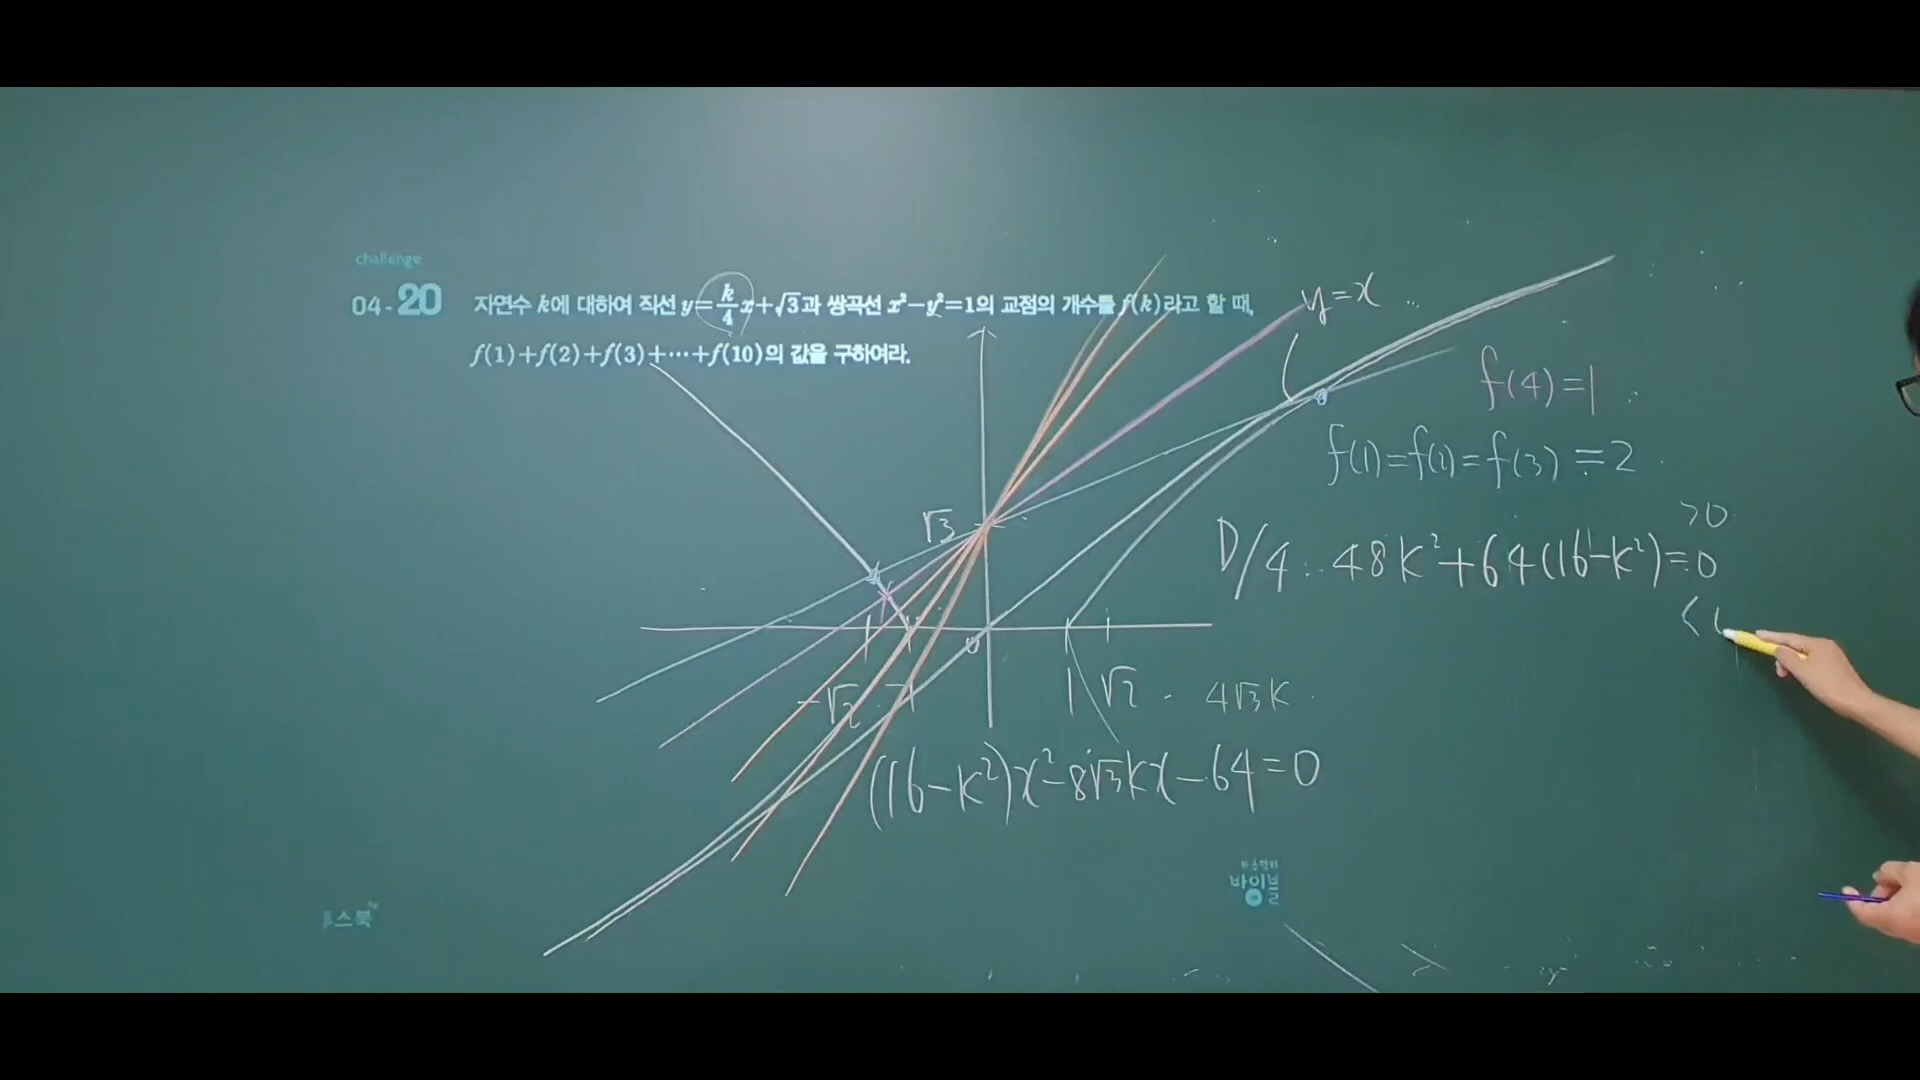 challenge
04-20 자연수 k에 대하여 직선 y=k/4x+√3과 쌍곡선 x²-y²=1의 교점의 개수를 f(k)라고 할 때,
f(1)+f(2)+f(3)+⋯+f(10)의 값을 구하여라.
y=x
f(4)=1
f(1)=f(2)=f(3)=2
√3
>0
D/4: 48k²+64(16-k²)=0
<
0
-√2 -1 1 √2 4√3k
(16-k²)x²-8√3kx-64=0
바이블
스북